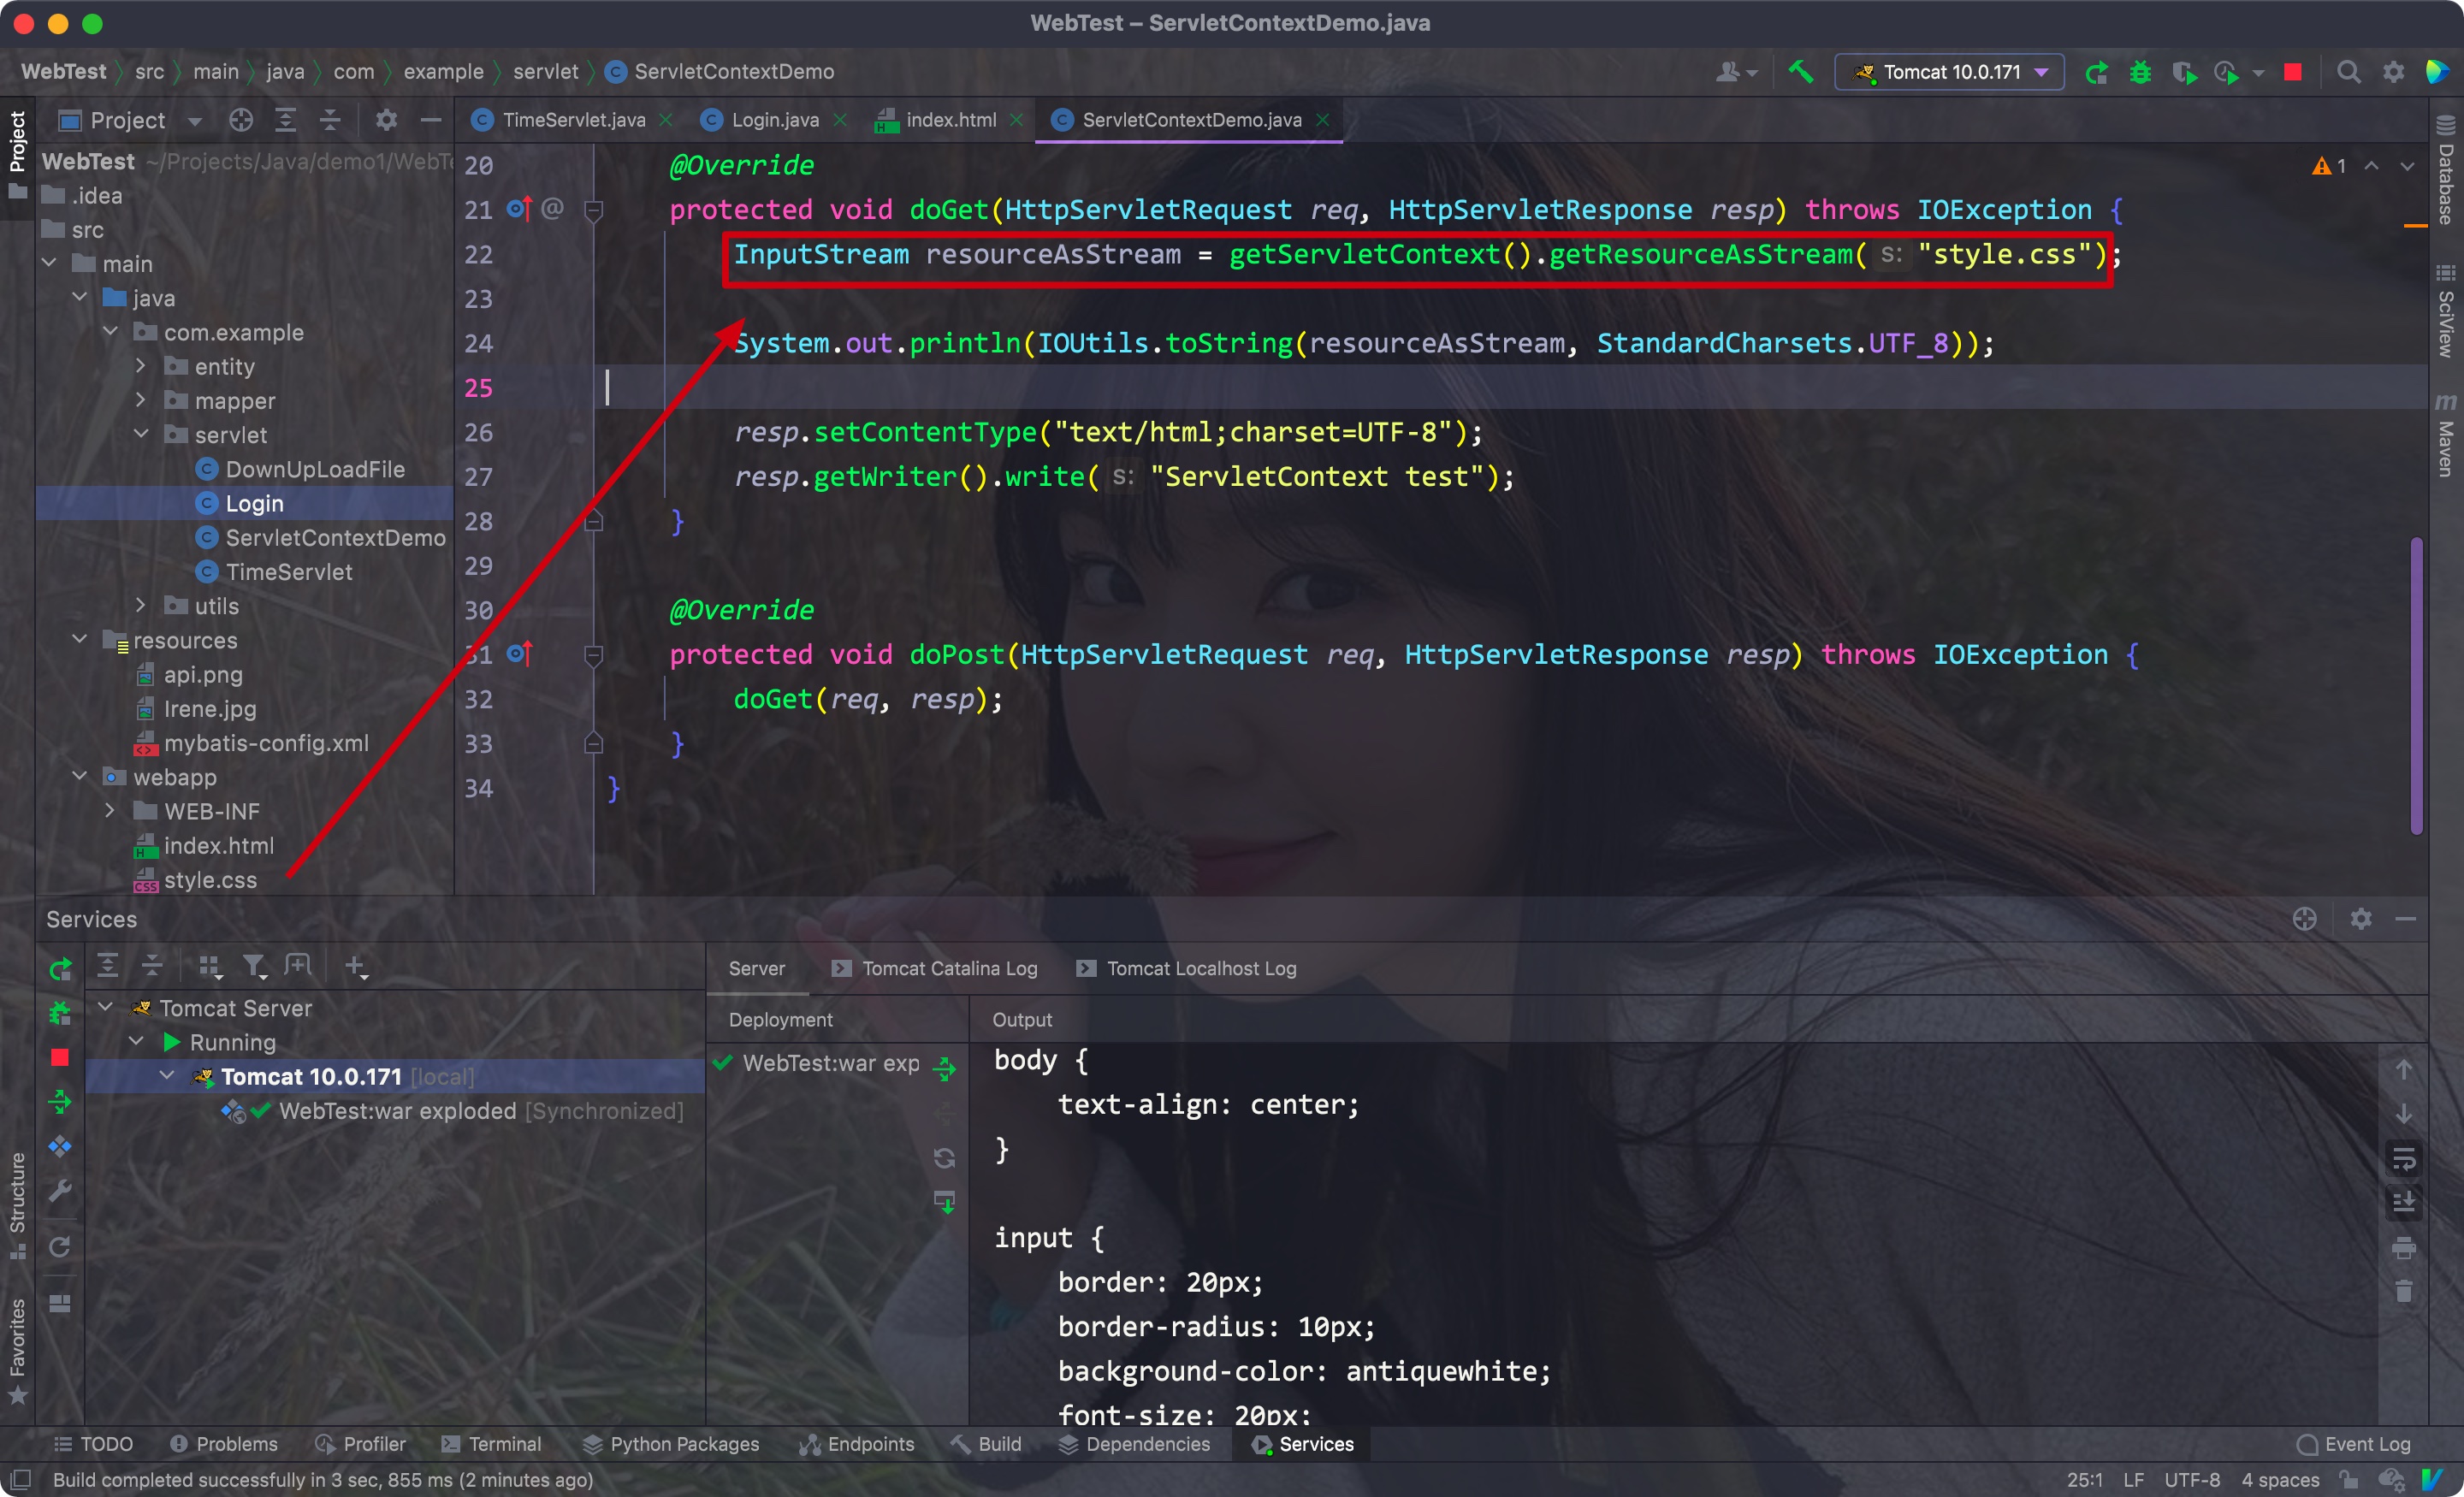 WebTest – ServletContextDemo.java
WebTest src main java com example servlet ServletContextDemo
Tomcat 10.0.171
Project
Project
TimeServlet.java
Login.java
index.html
ServletContextDemo.java
WebTest ~/Projects/Java/demo1/WebTe
.idea
src
main
java
com.example
entity
mapper
servlet
DownUpLoadFile
Login
ServletContextDemo
TimeServlet
utils
resources
api.png
Irene.jpg
mybatis-config.xml
webapp
WEB-INF
index.html
style.css
20 @Override
21 @ protected void doGet(HttpServletRequest req, HttpServletResponse resp) throws IOException {
22 InputStream resourceAsStream = getServletContext().getResourceAsStream( s: "style.css");
23
24 System.out.println(IOUtils.toString(resourceAsStream, StandardCharsets.UTF_8));
25
26 resp.setContentType("text/html;charset=UTF-8");
27 resp.getWriter().write( s: "ServletContext test");
28 }
29
30 @Override
31 protected void doPost(HttpServletRequest req, HttpServletResponse resp) throws IOException {
32 doGet(req, resp);
33 }
34 }
1
Database
SciView
Maven
Services
Tomcat Server
Running
Tomcat 10.0.171 [local]
WebTest:war exploded [Synchronized]
Server
Tomcat Catalina Log
Tomcat Localhost Log
Deployment
Output
WebTest:war exp
body {
text-align: center;
}
input {
border: 20px;
border-radius: 10px;
background-color: antiquewhite;
font-size: 20px;
Structure
Favorites
TODO Problems Profiler Terminal Python Packages Endpoints Build Dependencies Services Event Log
Build completed successfully in 3 sec, 855 ms (2 minutes ago)
25:1 LF UTF-8 4 spaces